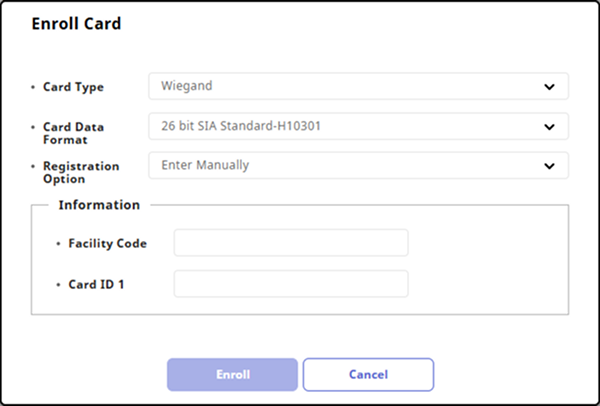 Enroll Card
• Card Type Wiegand
• Card Data Format 26 bit SIA Standard-H10301
• Registration Option Enter Manually
Information
• Facility Code
• Card ID 1
Enroll Cancel